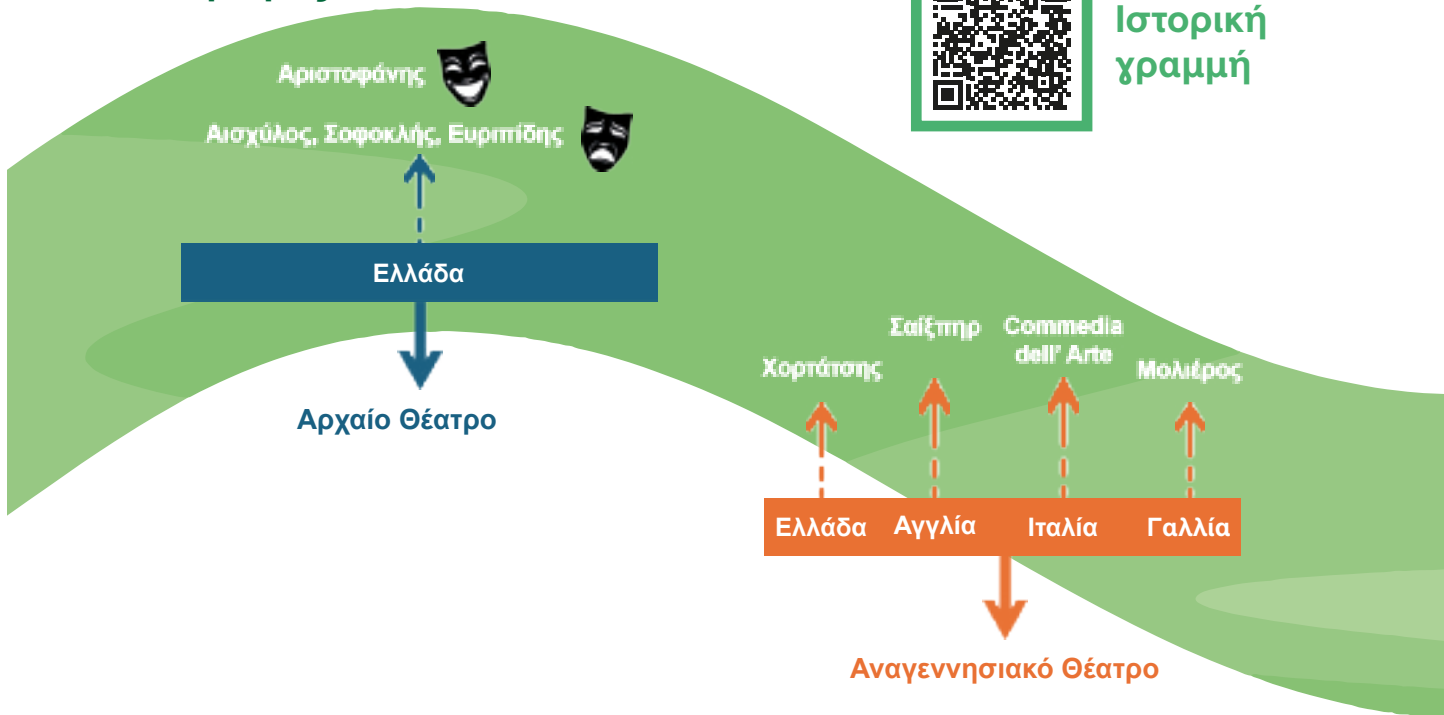 Ιστορική
γραμμή
Αριστοφάνης
Αισχύλος, Σοφοκλής, Ευριπίδης
Ελλάδα
Αρχαίο Θέατρο
Χορτάτσης
Σαίξπηρ
Commedia
dell' Arte
Μολιέρος
Ελλάδα Αγγλία Ιταλία Γαλλία
Αναγεννησιακό Θέατρο